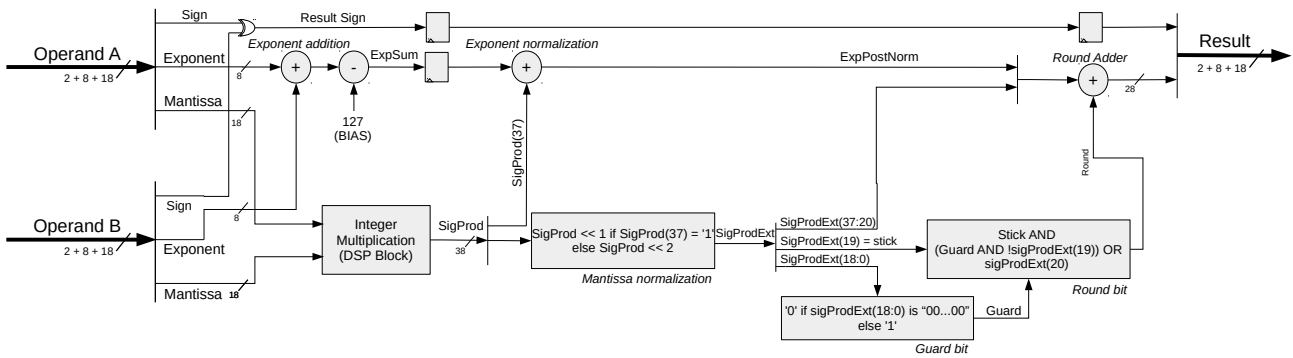 Sign
Result Sign
Exponent addition
Exponent normalization
Operand A
Exponent
ExpSum
ExpPostNorm
Round Adder
Result
2 + 8 + 18
8
+
-
+
+
28
2 + 8 + 18
Mantissa
18
127
(BIAS)
SigProd(37)
Round
Sign
Operand B
8
2 + 8 + 18
Exponent
Mantissa
18
Integer
Multiplication
(DSP Block)
SigProd
38
SigProd << 1 if SigProd(37) = '1'
else SigProd << 2
Mantissa normalization
SigProdExt
SigProdExt(37:20)
SigProdExt(19) = stick
SigProdExt(18:0)
Stick AND
(Guard AND !sigProdExt(19)) OR
sigProdExt(20)
Round bit
'0' if sigProdExt(18:0) is “00...00”
else '1'
Guard
Guard bit